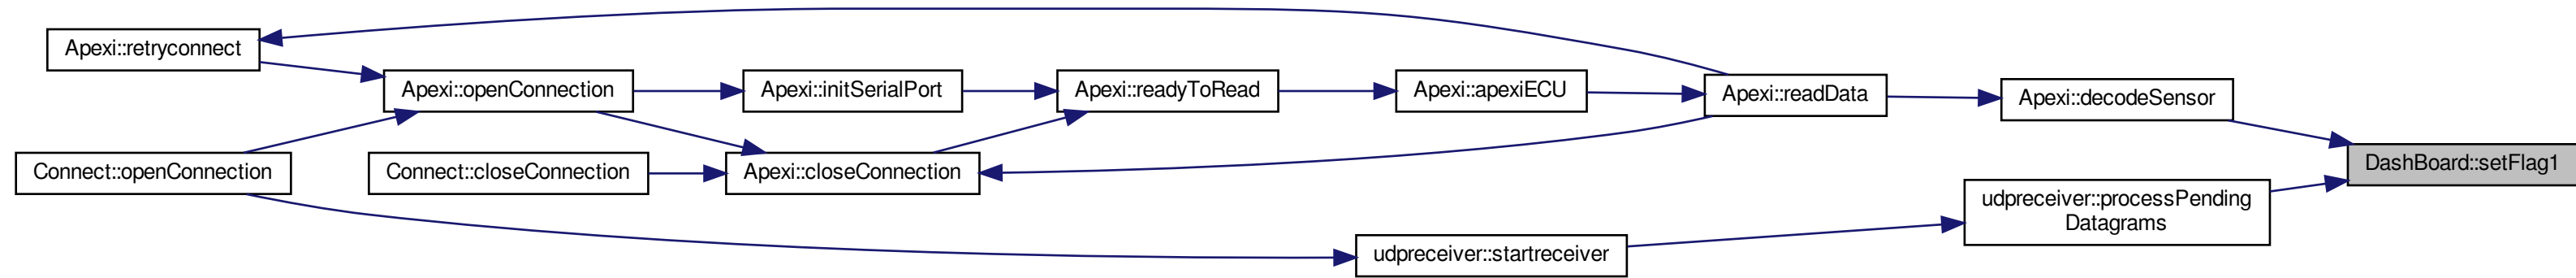 Apexi::retryconnect
Apexi::openConnection
Apexi::initSerialPort
Apexi::readyToRead
Apexi::apexiECU
Apexi::readData
Apexi::decodeSensor
DashBoard::setFlag1
Connect::openConnection
Connect::closeConnection
Apexi::closeConnection
udpreceiver::processPending
Datagrams
udpreceiver::startreceiver